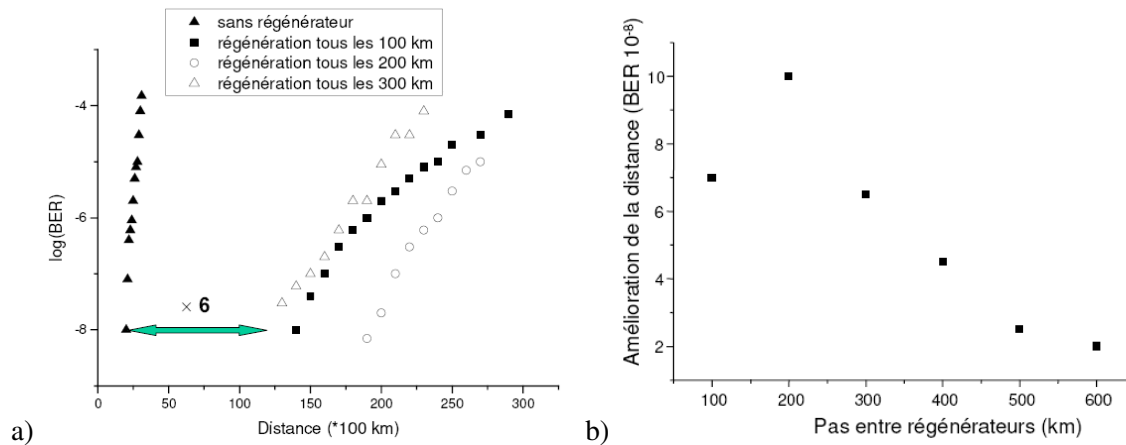 sans régénérateur
régénération tous les 100 km
régénération tous les 200 km
régénération tous les 300 km
log(BER)
-4
-6
-8
× 6
0 50 100 150 200 250 300
Distance (*100 km)
a)
Amélioration de la distance (BER 10^-8)
10
8
6
4
2
100 200 300 400 500 600
Pas entre régénérateurs (km)
b)